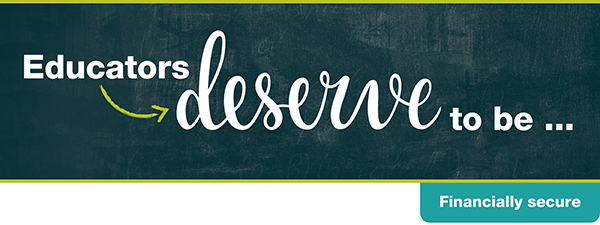 Educators deserve to be ...
Financially secure